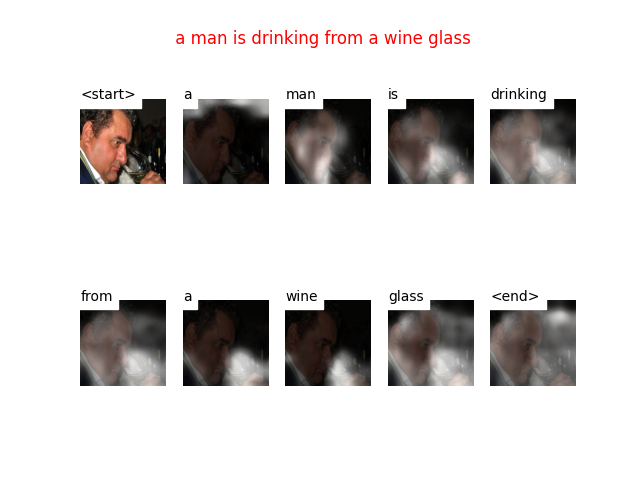 a man is drinking from a wine glass
<start> a man is drinking
from a wine glass <end>